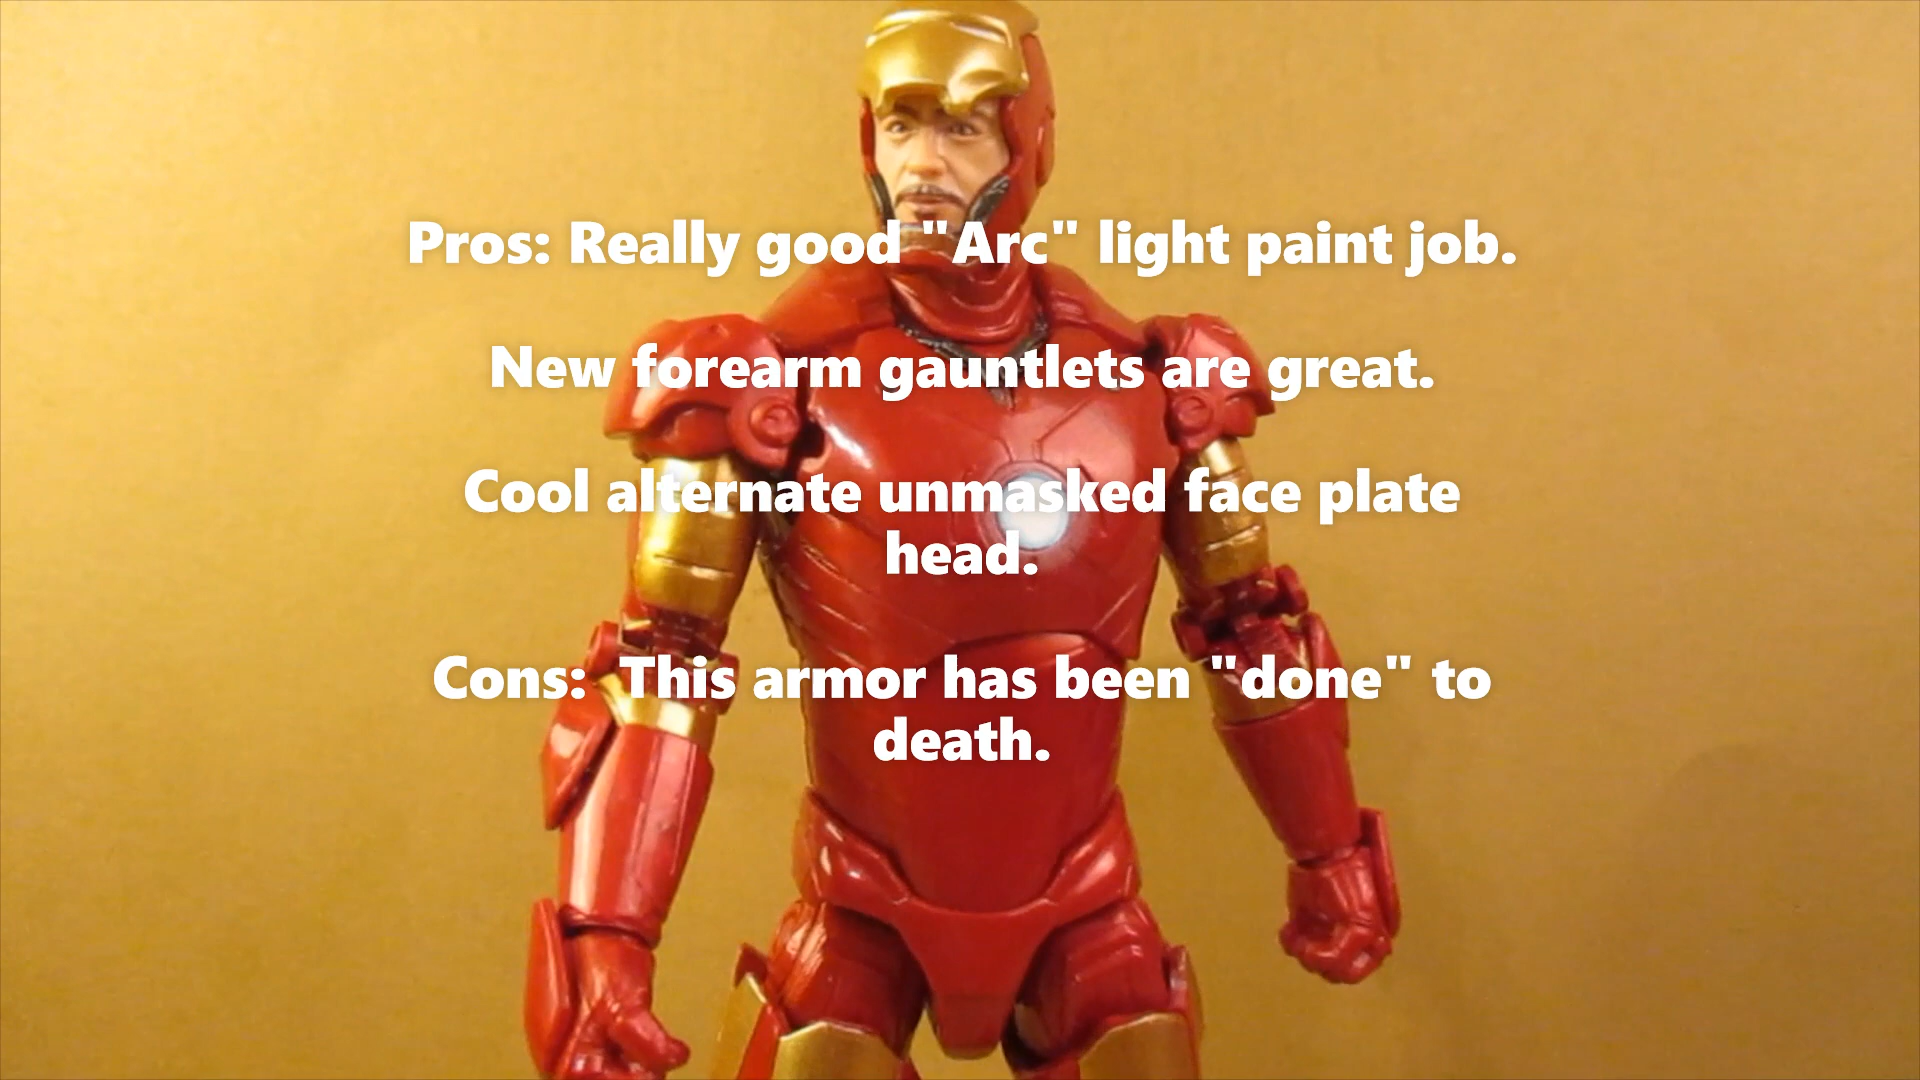 Pros: Really good "Arc" light paint job.
New forearm gauntlets are great.
Cool alternate unmasked face plate
head.
Cons:  This armor has been "done" to
death.